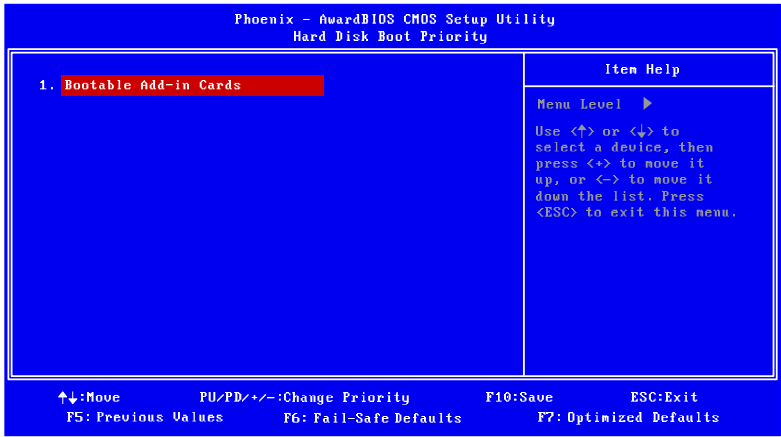 Phoenix - AwardBIOS CMOS Setup Utility
Hard Disk Boot Priority
1. Bootable Add-in Cards
Item Help
Menu Level ▶
Use <↑> or <↓> to
select a device, then
press <+> to move it
up, or <-> to move it
down the list. Press
<ESC> to exit this menu.
↑↓:Move PU/PD/+/-:Change Priority F10:Save ESC:Exit
F5: Previous Values F6: Fail-Safe Defaults F7: Optimized Defaults